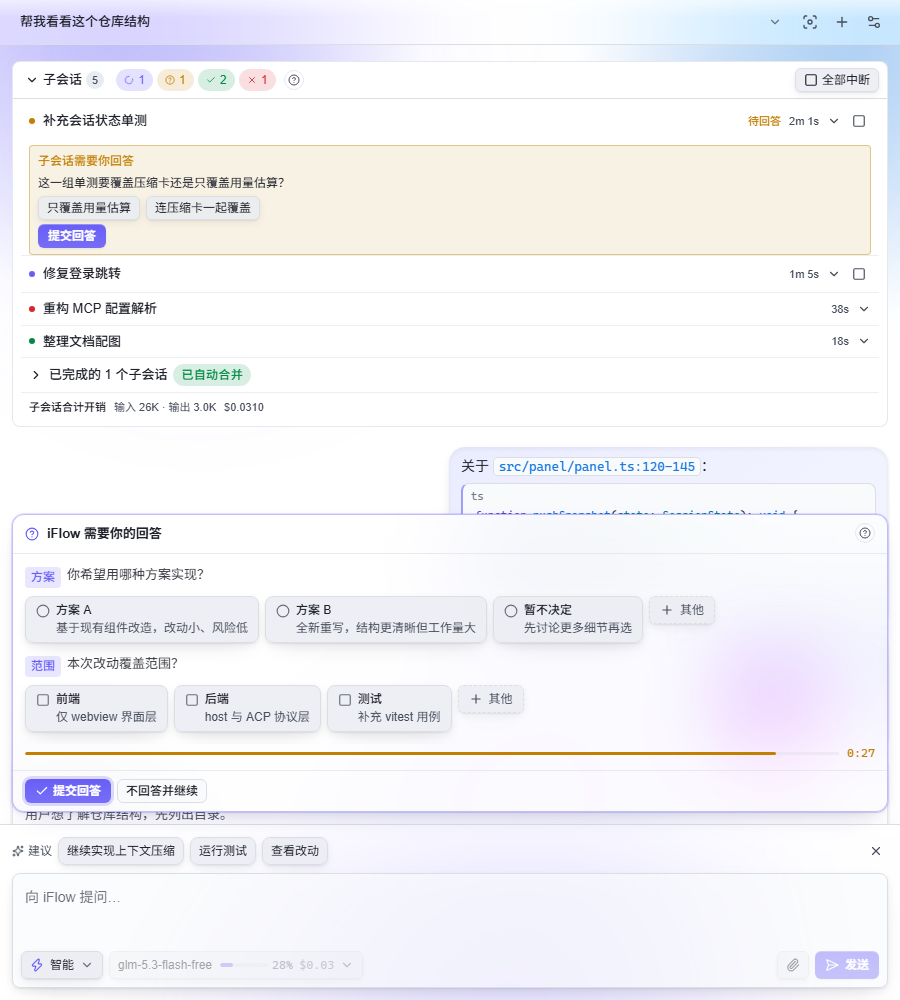 帮我看看这个仓库结构
子会话 5 1 1 2 1 全部中断
补充会话状态单测 待回答 2m 1s
子会话需要你回答
这一组单测要覆盖压缩卡还是只覆盖用量估算?
只覆盖用量估算 连压缩卡一起覆盖
提交回答
修复登录跳转 1m 5s
重构 MCP 配置解析 38s
整理文档配图 18s
已完成的 1 个子会话 已自动合并
子会话合计开销 输入 26K · 输出 3.0K $0.0310
关于 src/panel/panel.ts:120-145：
ts
iFlow 需要你的回答
方案 你希望用哪种方案实现?
方案 A 方案 B 暂不决定 其他
基于现有组件改造，改动小、风险低 全新重写，结构更清晰但工作量大 先讨论更多细节再选
范围 本次改动覆盖范围?
前端 后端 测试 其他
仅 webview 界面层 host 与 ACP 协议层 补充 vitest 用例
0:27
提交回答 不回答并继续
用户想了解仓库结构，先列出目录。
建议 继续实现上下文压缩 运行测试 查看改动
向 iFlow 提问…
智能 glm-5.3-flash-free 28% $0.03 发送